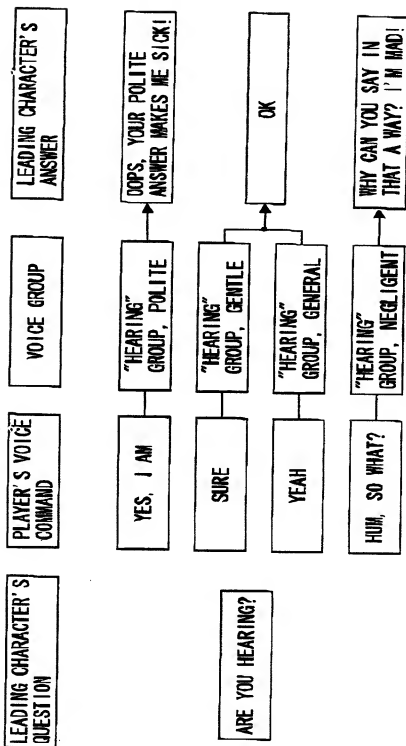 LEADING CHARACTER'S
QUESTION
PLAYER'S VOICE
COMMAND
VOICE GROUP
LEADING CHARACTER'S
ANSWER
YES, I AM
"HEARING"
GROUP, POLITE
OOPS, YOUR POLITE
ANSWER MAKES ME SICK!
ARE YOU HEARING?
SURE
"HEARING"
GROUP, GENTLE
OK
YEAH
"HEARING"
GROUP, GENERAL
HUM, SO WHAT?
"HEARING"
GROUP, NEGLIGENT
WHY CAN YOU SAY IN
THAT A WAY? I'M MAD!